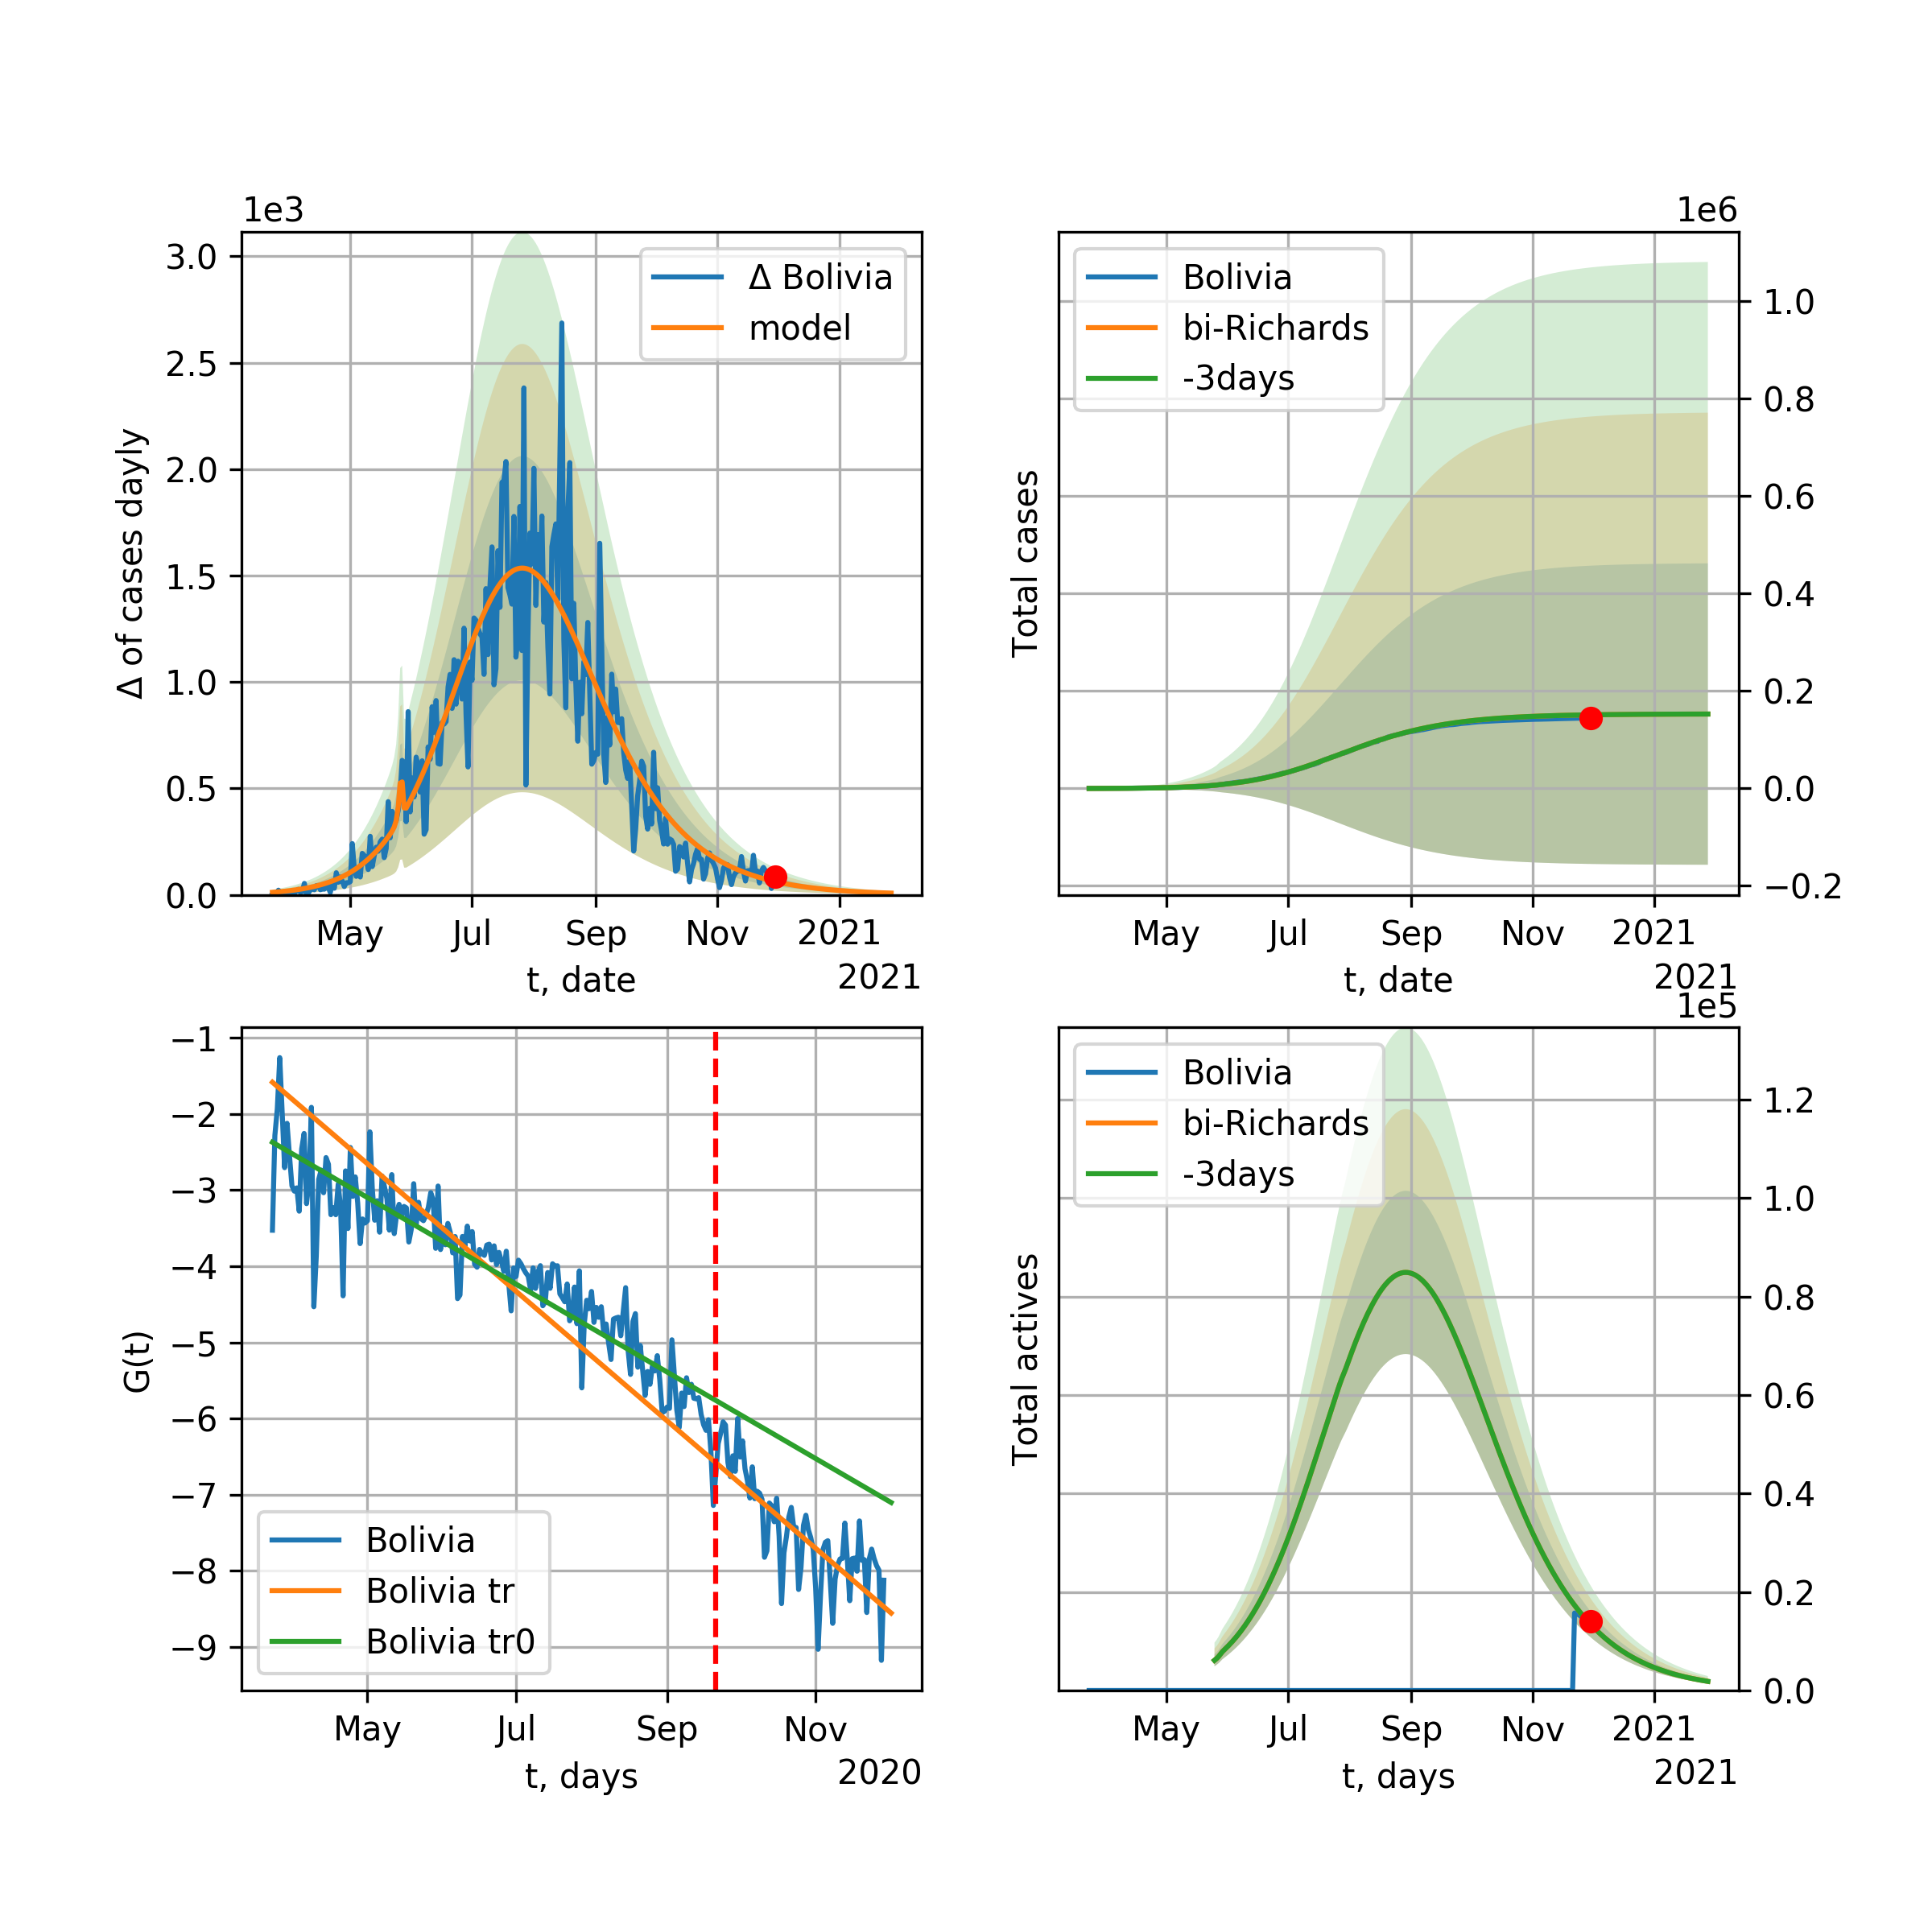 1e3
3.0
2.5
2.0
1.5
1.0
0.5
0.0
Δ of cases dayly
Δ Bolivia
model
May Jul Sep Nov 2021
t, date
2021
1e6
1.0
0.8
0.6
0.4
0.2
0.0
−0.2
Total cases
Bolivia
bi-Richards
-3days
May Jul Sep Nov 2021
t, date
2021
−1
−2
−3
−4
−5
−6
−7
−8
−9
G(t)
Bolivia
Bolivia tr
Bolivia tr0
May Jul Sep Nov
t, days
2020
1e5
1.2
1.0
0.8
0.6
0.4
0.2
0.0
Total actives
Bolivia
bi-Richards
-3days
May Jul Sep Nov 2021
t, days
2021